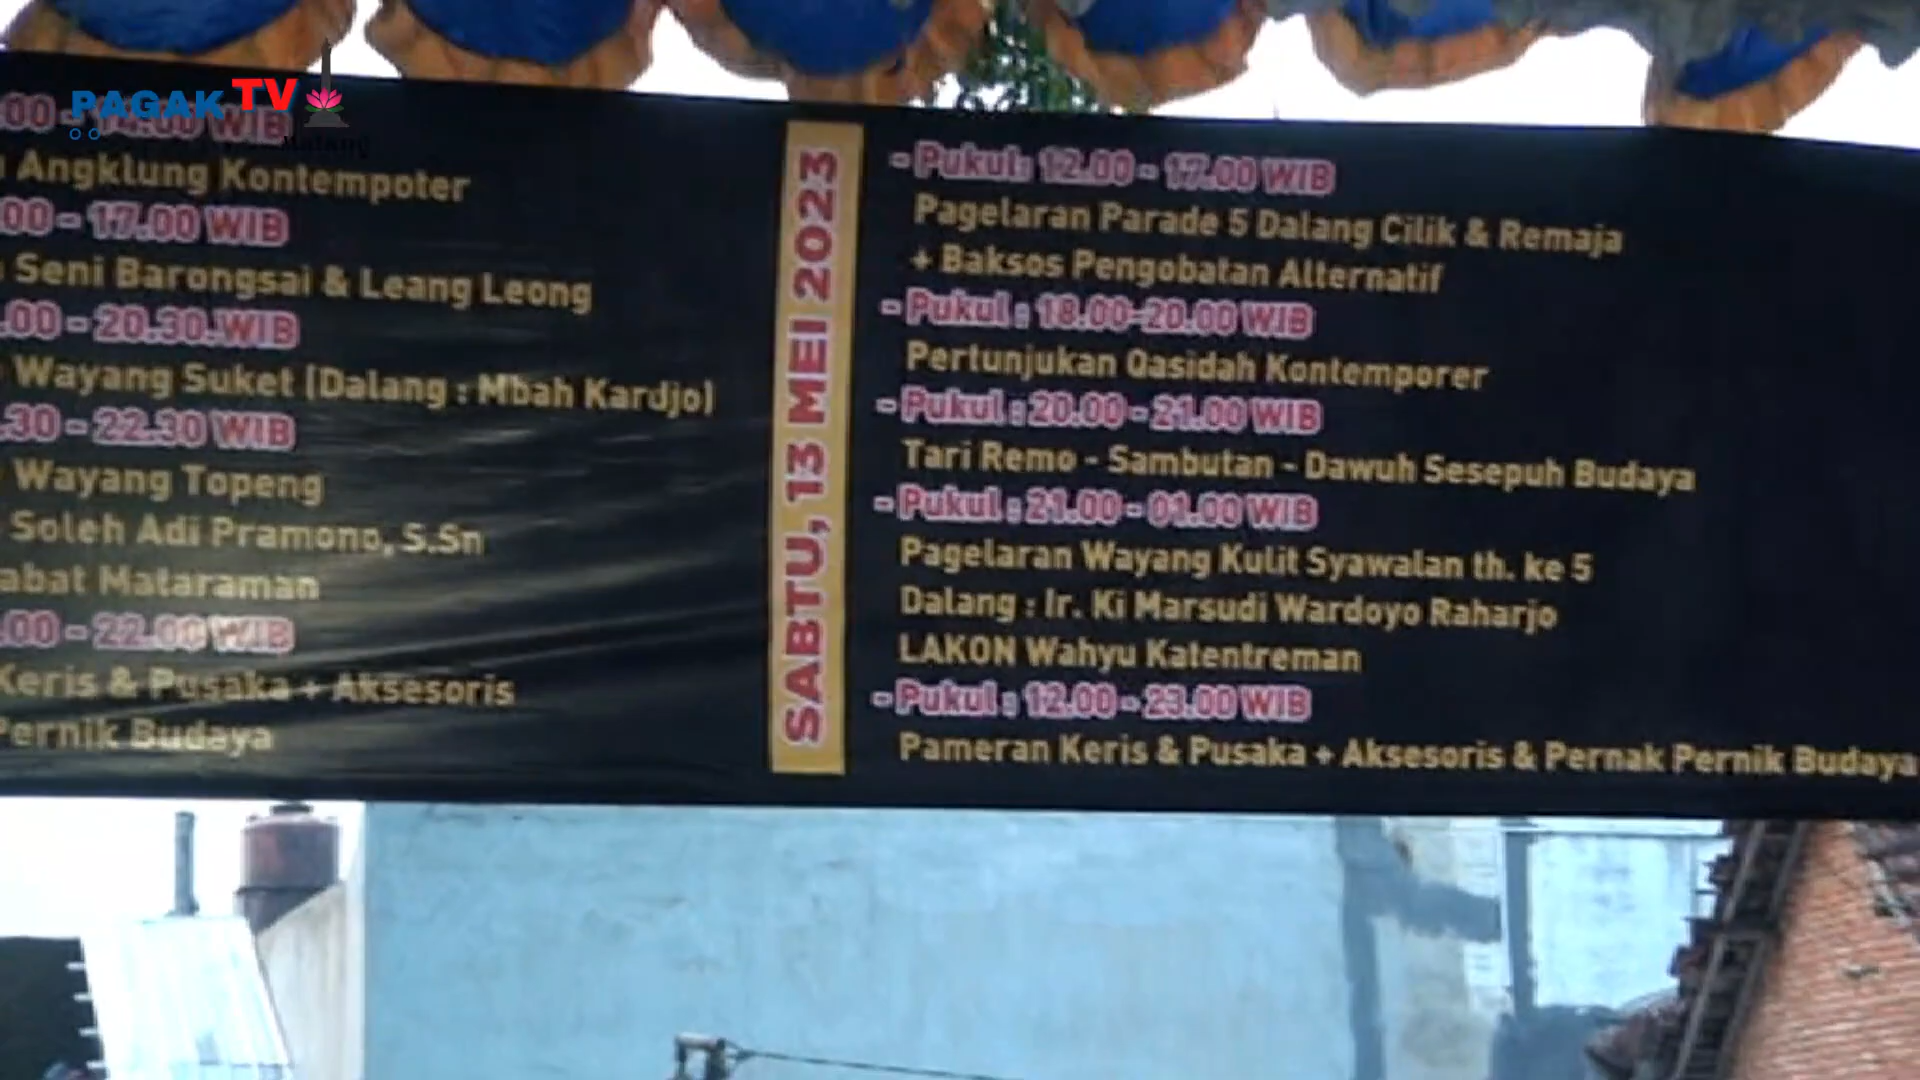 PAGAK TV
Malang
.00 - 14.00 WIB
Angklung Kontempoter
.00 - 17.00 WIB
Seni Barongsai & Leang Leong
.00 - 20.30.WIB
Wayang Suket (Dalang : Mbah Kardjo)
.30 - 22.30 WIB
Wayang Topeng
Soleh Adi Pramono, S.Sn
abat Mataraman
.00 - 22.00 WIB
Keris & Pusaka + Aksesoris
Pernik Budaya
SABTU, 13 MEI 2023
- Pukul: 12.00 - 17.00 WIB
Pagelaran Parade 5 Dalang Cilik & Remaja
+ Baksos Pengobatan Alternatif
- Pukul : 18.00-20.00 WIB
Pertunjukan Qasidah Kontemporer
- Pukul : 20.00 - 21.00 WIB
Tari Remo - Sambutan - Dawuh Sesepuh Budaya
- Pukul : 21.00 - 01.00 WIB
Pagelaran Wayang Kulit Syawalan th. ke 5
Dalang : Ir. Ki Marsudi Wardoyo Raharjo
LAKON Wahyu Katentreman
- Pukul : 12.00 - 23.00 WIB
Pameran Keris & Pusaka + Aksesoris & Pernak Pernik Budaya